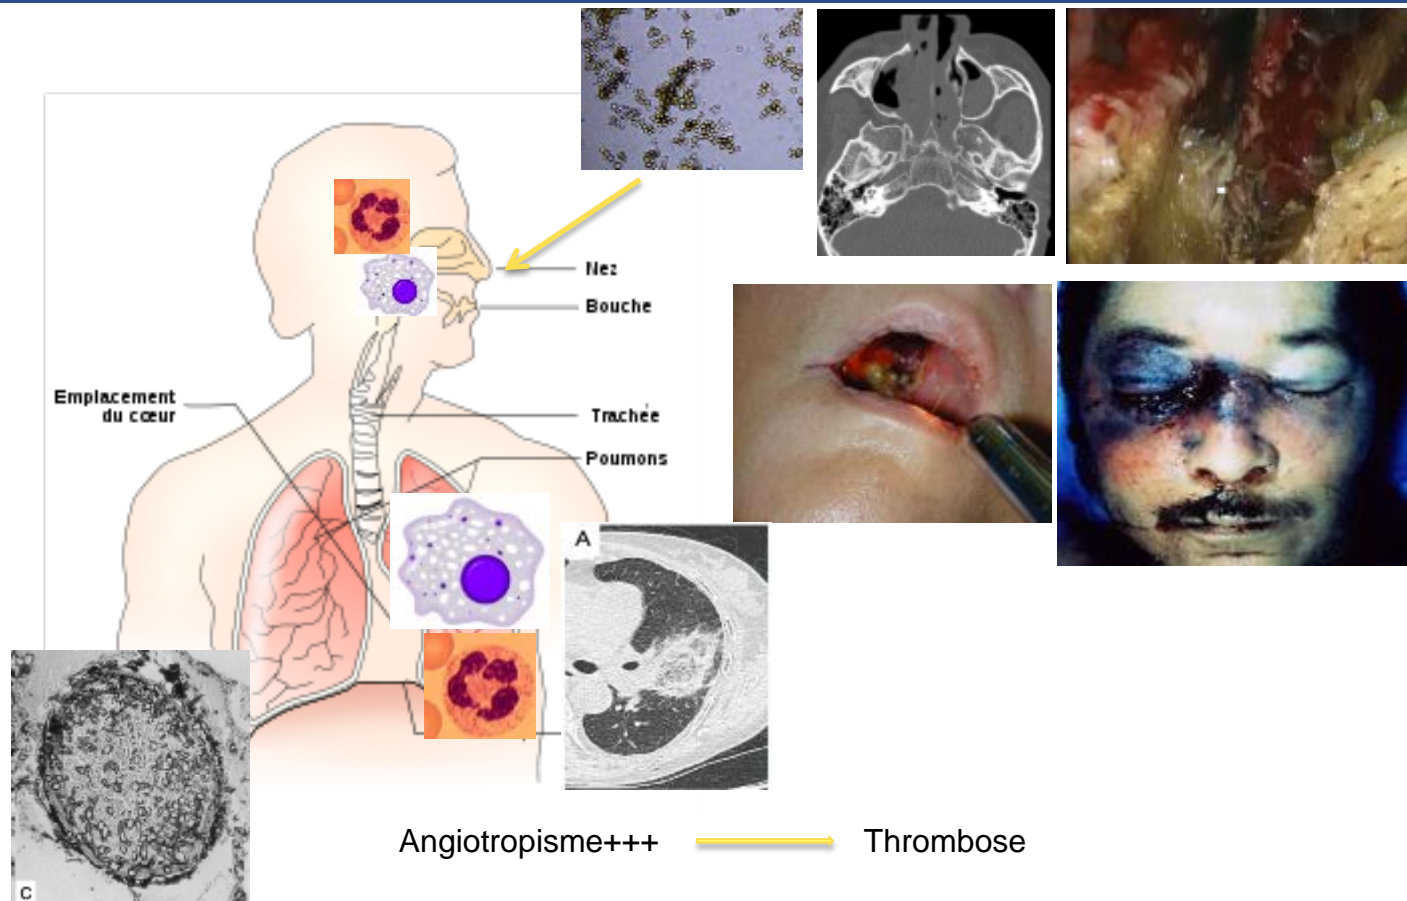 Nez
Bouche
Emplacement
du cœur
Trachée
Poumons
A
C
Angiotropisme+++
Thrombose